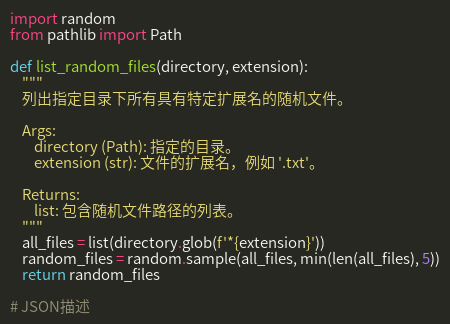 import random
from pathlib import Path

def list_random_files(directory, extension):
    """
    列出指定目录下所有具有特定扩展名的随机文件。

    Args:
        directory (Path): 指定的目录。
        extension (str): 文件的扩展名，例如 '.txt'。

    Returns:
        list: 包含随机文件路径的列表。
    """
    all_files = list(directory.glob(f'*{extension}'))
    random_files = random.sample(all_files, min(len(all_files), 5))
    return random_files

# JSON描述